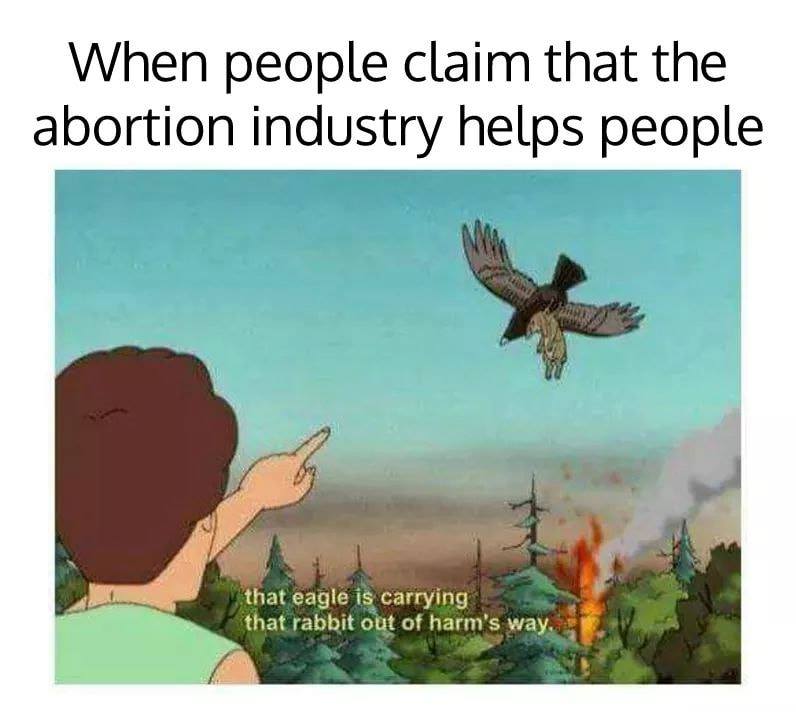 When people claim that the
abortion industry helps people
that eagle is carrying
that rabbit out of harm's way.